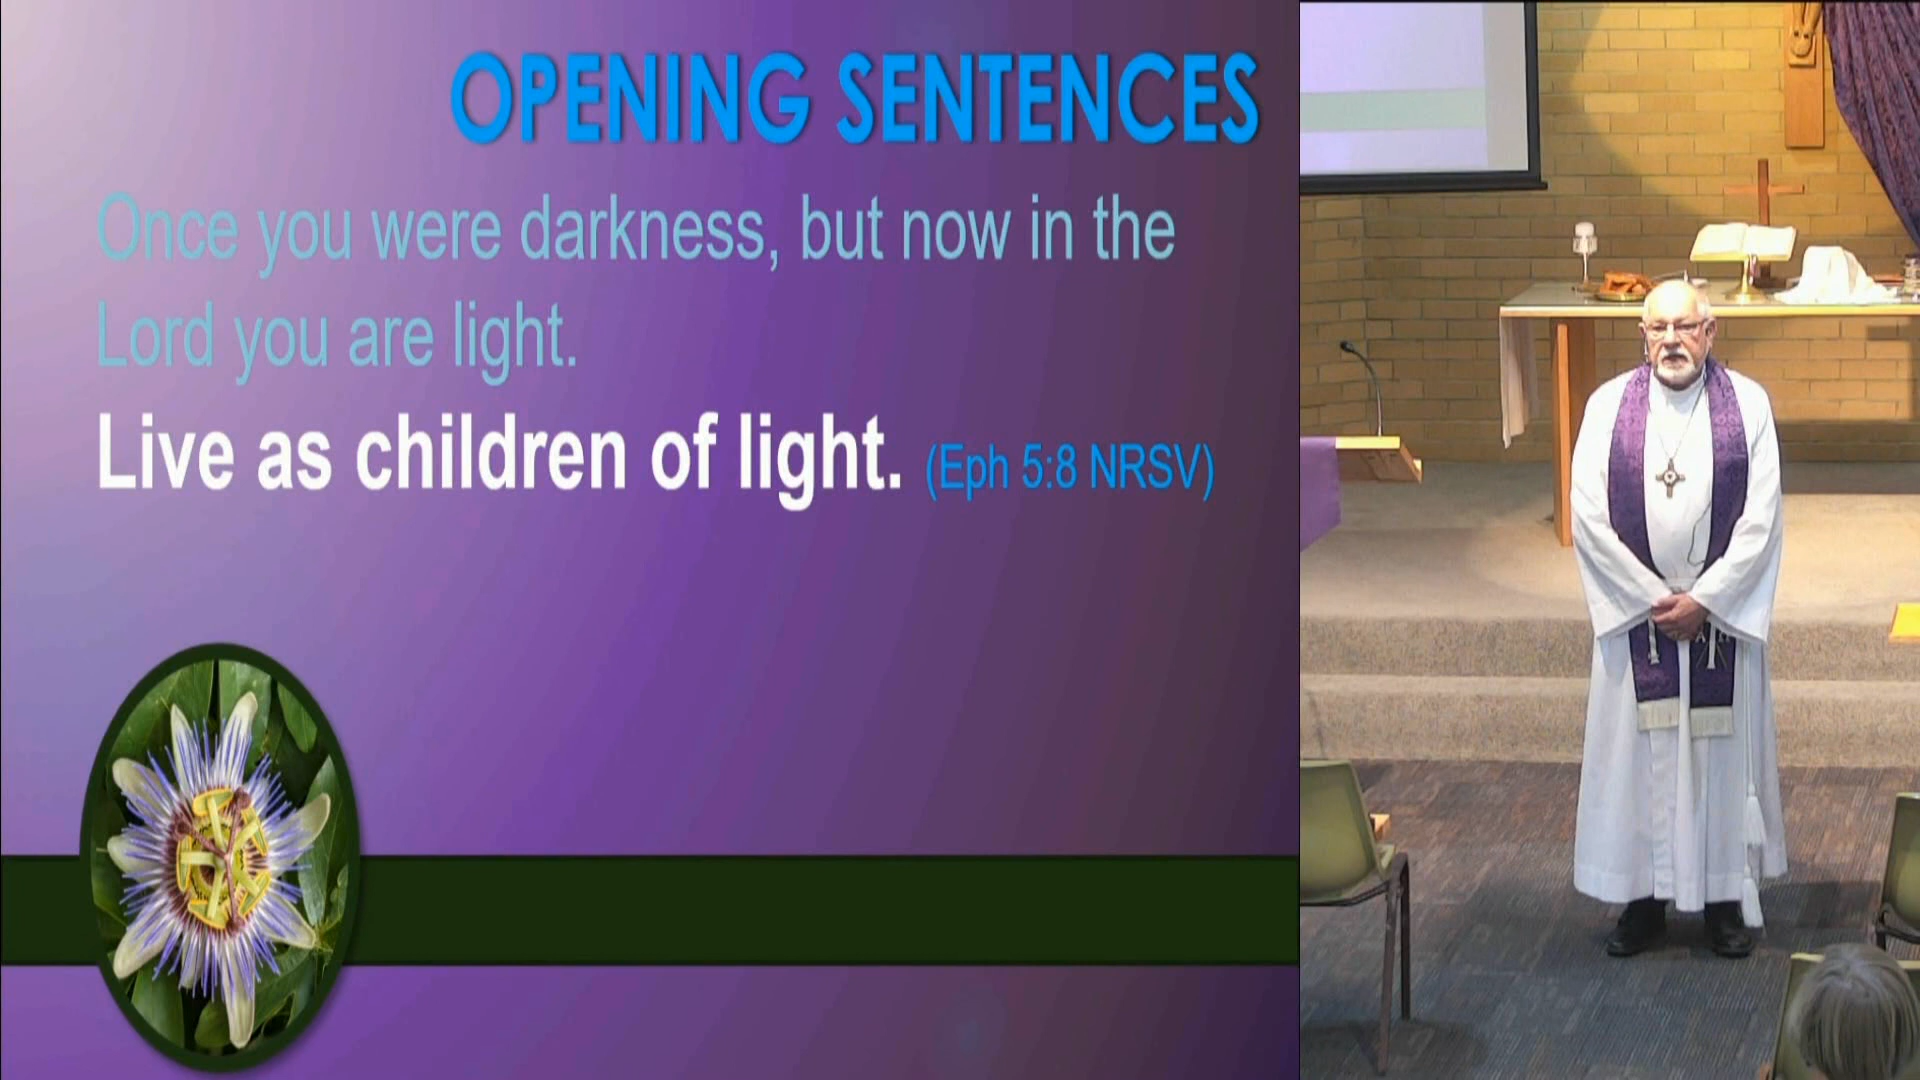 OPENING SENTENCES
Once you were darkness, but now in the
Lord you are light.
Live as children of light. (Eph 5:8 NRSV)